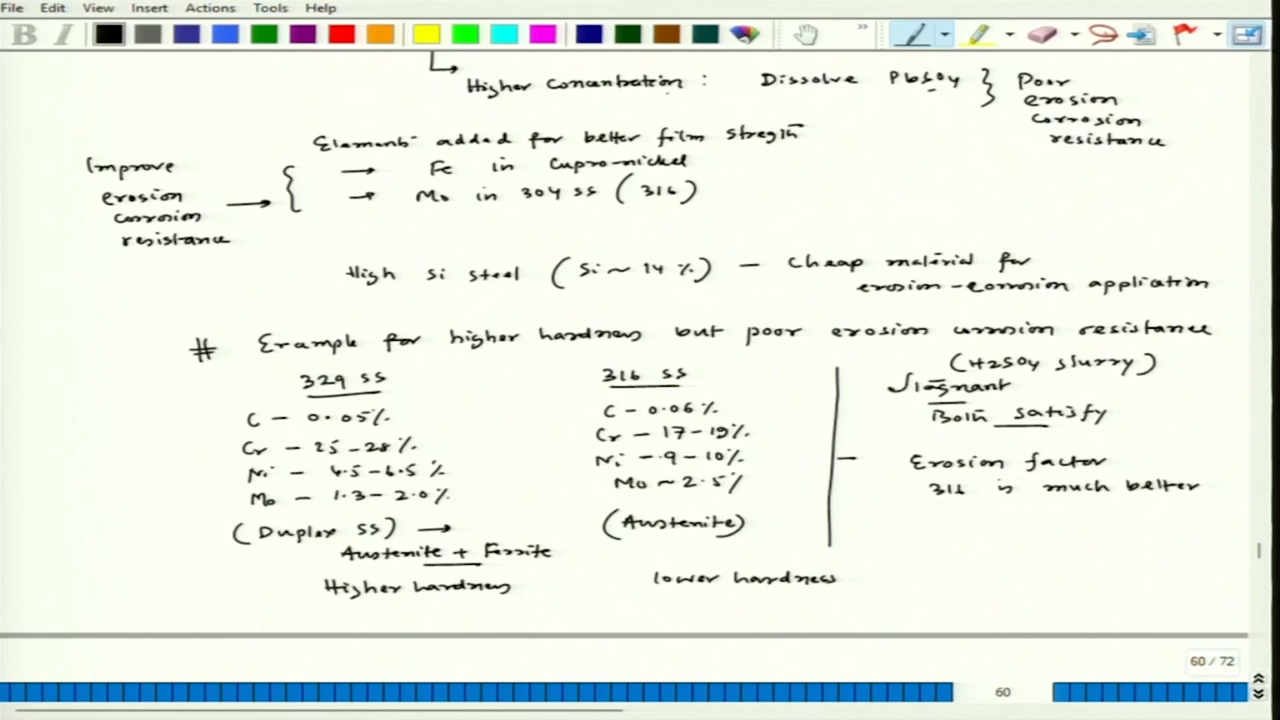 File Edit View Insert Actions Tools Help
B I
Higher Concentration : Dissolve PbSO4 } Poor
erosion
corrosion
resistance
Elements added for better film stregth
Improve
erosion
corrosion
resistance
→ Fe in Cupro-nickel
→ Mo in 304 SS (316)
High Si steel (Si ~ 14 %) - Cheap material for
erosion-corrosion application
# Example for higher hardness but poor erosion corrosion resistance
(H2SO4 slurry)
329 SS
C - 0.05%
Cr - 25-28%
Ni - 4.5-6.5 %
Mo - 1.3-2.0%
(Duplex SS) →
Austenite + Ferrite
Higher hardness
316 SS
C - 0.06%
Cr - 17-19%
Ni - 9-10%
Mo ~ 2.5%
(Austenite)
lower hardness
Stagnant
Both satisfy
Erosion factor
316 is much better
60 / 72
60